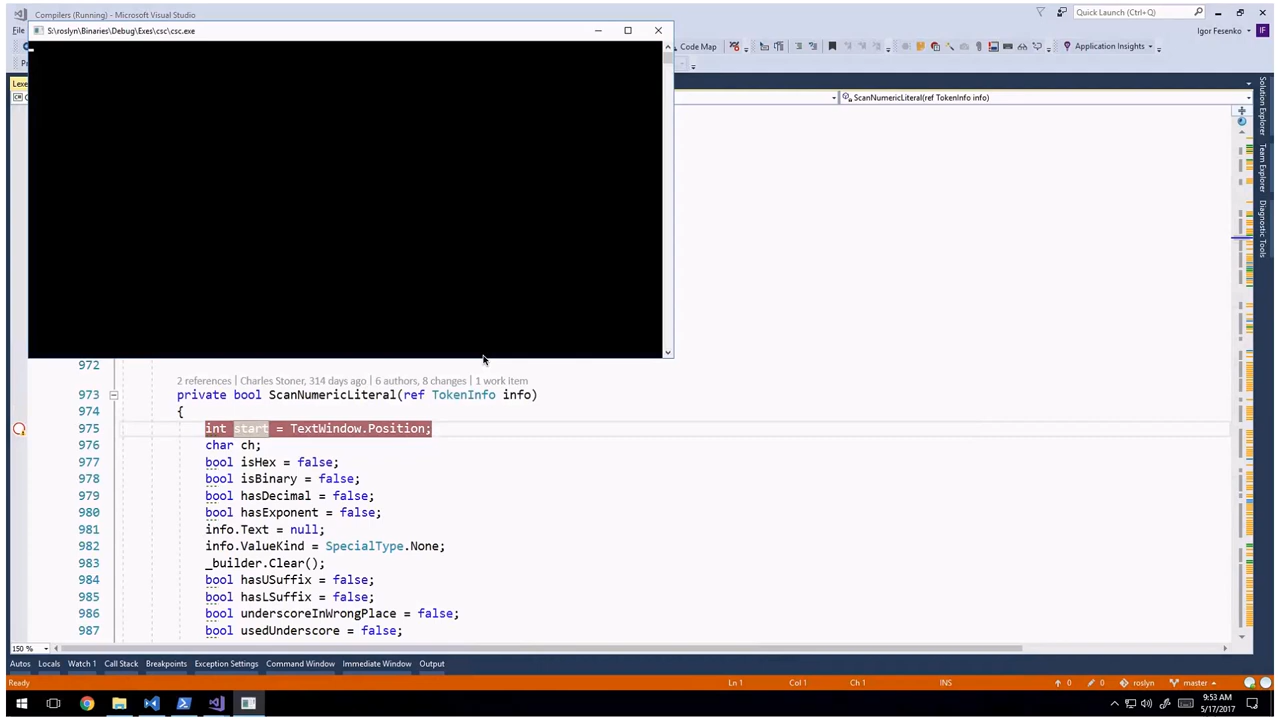 Compilers (Running) - Microsoft Visual Studio
Quick Launch (Ctrl+Q)
S:\roslyn\Binaries\Debug\Exes\csc\csc.exe
Igor Fesenko
IF
Code Map
Application Insights
ScanNumericLiteral(ref TokenInfo info)
Solution Explorer
Team Explorer
Diagnostic Tools
972
2 references | Charles Stoner, 314 days ago | 6 authors, 8 changes | 1 work item
973 private bool ScanNumericLiteral(ref TokenInfo info)
974 {
975 int start = TextWindow.Position;
976 char ch;
977 bool isHex = false;
978 bool isBinary = false;
979 bool hasDecimal = false;
980 bool hasExponent = false;
981 info.Text = null;
982 info.ValueKind = SpecialType.None;
983 _builder.Clear();
984 bool hasUSuffix = false;
985 bool hasLSuffix = false;
986 bool underscoreInWrongPlace = false;
987 bool usedUnderscore = false;
150 %
Autos Locals Watch 1 Call Stack Breakpoints Exception Settings Command Window Immediate Window Output
Ready Ln 1 Col 1 Ch 1 INS 0 0 roslyn master
9:53 AM
5/17/2017